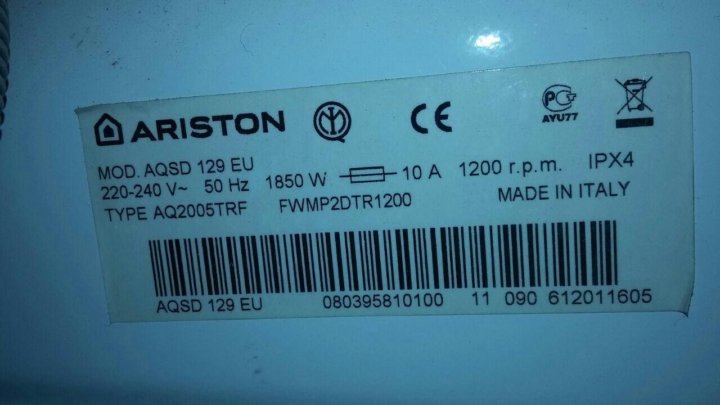 ARISTON
CE
PC
AYU77
MOD. AQSD 129 EU
220-240 V~ 50 Hz 1850 W 10 A 1200 r.p.m. IPX4
TYPE AQ2005TRF FWMP2DTR1200 MADE IN ITALY
AQSD 129 EU 080395810100 11 090 612011605